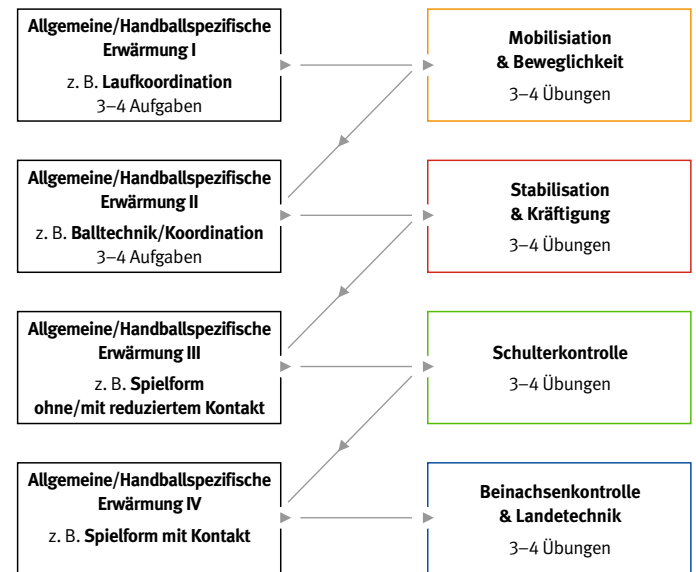 Allgemeine/Handballspezifische
Erwärmung I
z. B. Laufkoordination
3–4 Aufgaben
Mobilisiation
& Beweglichkeit
3–4 Übungen
Allgemeine/Handballspezifische
Erwärmung II
z. B. Balltechnik/Koordination
3–4 Aufgaben
Stabilisation
& Kräftigung
3–4 Übungen
Allgemeine/Handballspezifische
Erwärmung III
z. B. Spielform
ohne/mit reduziertem Kontakt
Schulterkontrolle
3–4 Übungen
Allgemeine/Handballspezifische
Erwärmung IV
z. B. Spielform mit Kontakt
Beinachsenkontrolle
& Landetechnik
3–4 Übungen